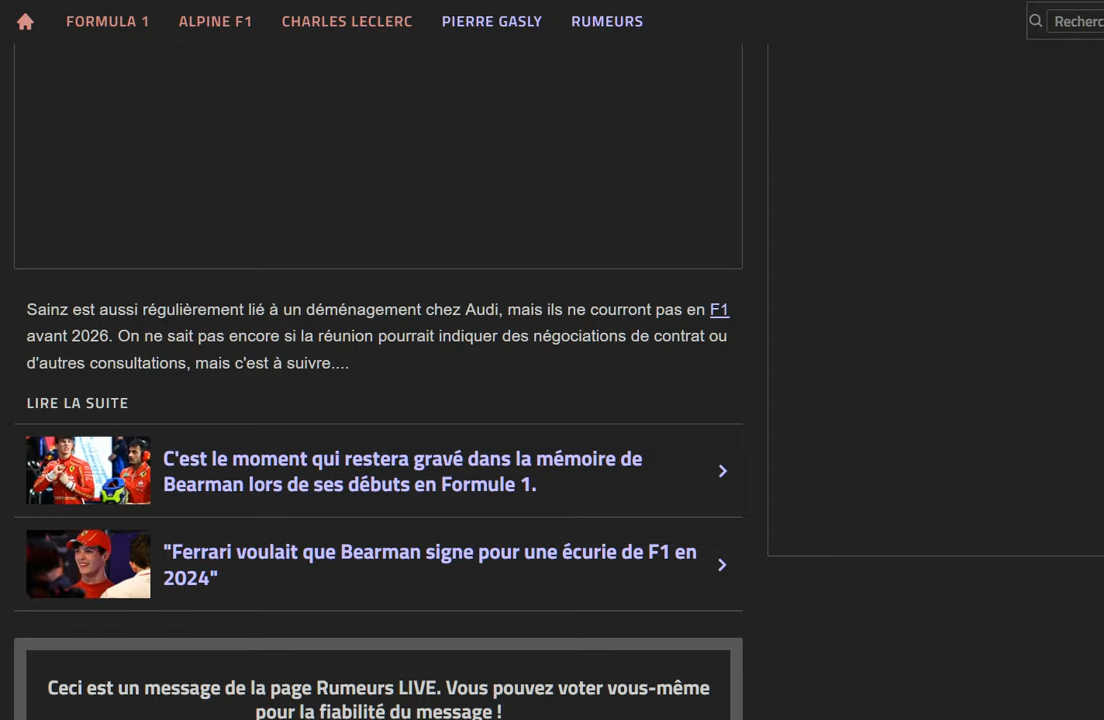 FORMULA 1 ALPINE F1 CHARLES LECLERC PIERRE GASLY RUMEURS
Sainz est aussi régulièrement lié à un déménagement chez Audi, mais ils ne courront pas en F1
avant 2026. On ne sait pas encore si la réunion pourrait indiquer des négociations de contrat ou
d'autres consultations, mais c'est à suivre....
LIRE LA SUITE
C'est le moment qui restera gravé dans la mémoire de
Bearman lors de ses débuts en Formule 1.
"Ferrari voulait que Bearman signe pour une écurie de F1 en
2024"
Ceci est un message de la page Rumeurs LIVE. Vous pouvez voter vous-même
pour la fiabilité du message !